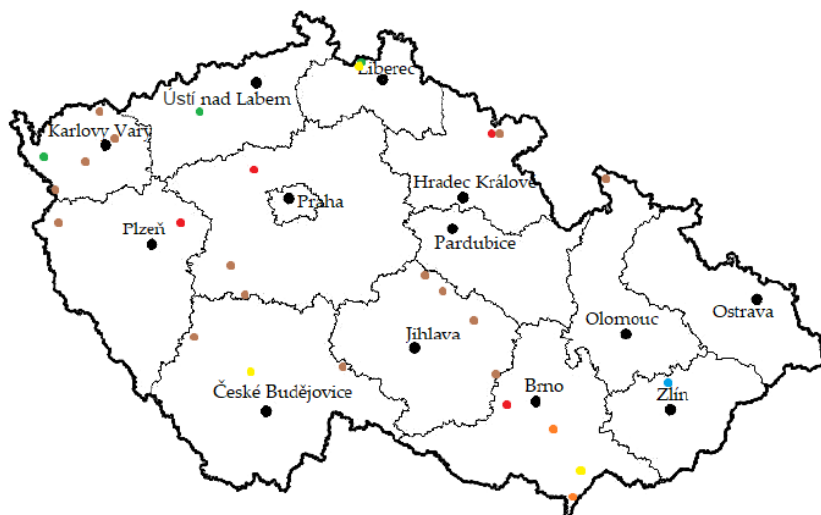 Liberec
Ústí nad Labem
Karlovy Vary
Hradec Králové
Praha
Plzeň
Pardubice
Ostrava
Olomouc
Jihlava
Brno
České Budějovice
Zlín